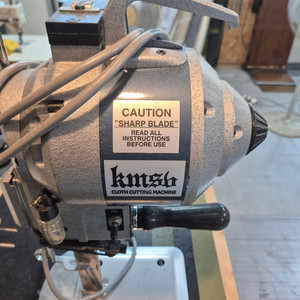 CAUTION
"SHARP BLADE"
READ ALL
INSTRUCTIONS
BEFORE USE
kmsb
CLOTH CUTTING MACHINE